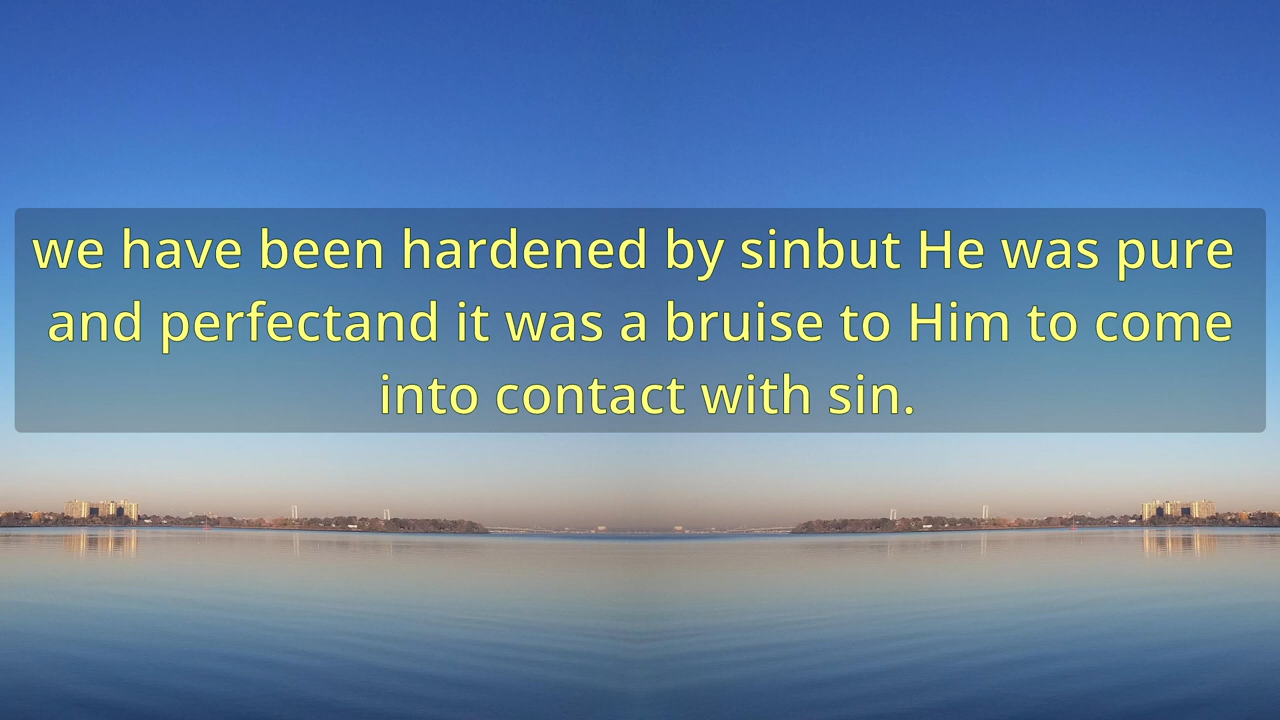 we have been hardened by sinbut He was pure
and perfectand it was a bruise to Him to come
into contact with sin.